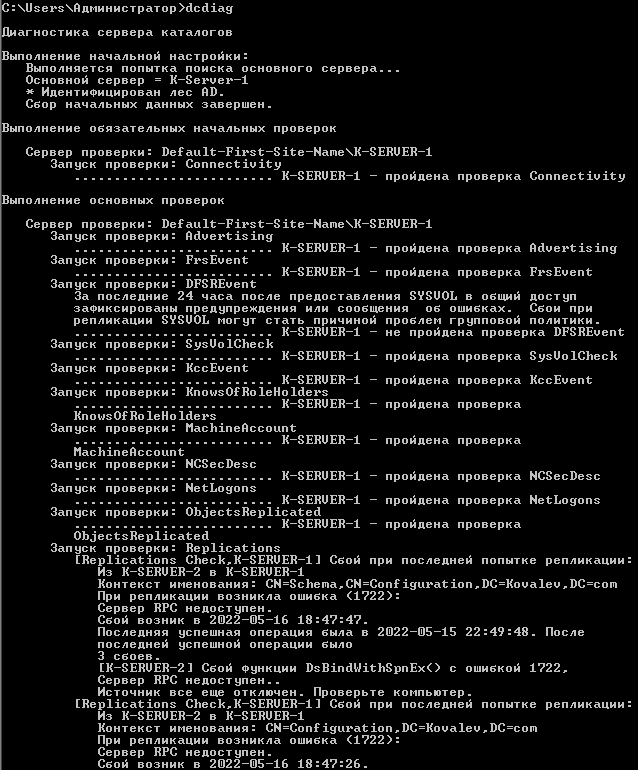 C:\Users\Администратор>dcdiag
Диагностика сервера каталогов
Выполнение начальной настройки:
Выполняется попытка поиска основного сервера...
Основной сервер = K-Server-1
* Идентифицирован лес AD.
Сбор начальных данных завершен.
Выполнение обязательных начальных проверок
Сервер проверки: Default-First-Site-Name\K-SERVER-1
Запуск проверки: Connectivity
......................... K-SERVER-1 - пройдена проверка Connectivity
Выполнение основных проверок
Сервер проверки: Default-First-Site-Name\K-SERVER-1
Запуск проверки: Advertising
......................... K-SERVER-1 - пройдена проверка Advertising
Запуск проверки: FrsEvent
......................... K-SERVER-1 - пройдена проверка FrsEvent
Запуск проверки: DFSREvent
За последние 24 часа после предоставления SYSVOL в общий доступ
зафиксированы предупреждения или сообщения  об ошибках.  Сбои при
репликации SYSVOL могут стать причиной проблем групповой политики.
......................... K-SERVER-1 - не пройдена проверка DFSREvent
Запуск проверки: SysVolCheck
......................... K-SERVER-1 - пройдена проверка SysVolCheck
Запуск проверки: KccEvent
......................... K-SERVER-1 - пройдена проверка KccEvent
Запуск проверки: KnowsOfRoleHolders
......................... K-SERVER-1 - пройдена проверка
KnowsOfRoleHolders
Запуск проверки: MachineAccount
......................... K-SERVER-1 - пройдена проверка
MachineAccount
Запуск проверки: NCSecDesc
......................... K-SERVER-1 - пройдена проверка NCSecDesc
Запуск проверки: NetLogons
......................... K-SERVER-1 - пройдена проверка NetLogons
Запуск проверки: ObjectsReplicated
......................... K-SERVER-1 - пройдена проверка
ObjectsReplicated
Запуск проверки: Replications
[Replications Check,K-SERVER-1] Сбой при последней попытке репликации:
Из K-SERVER-2 в K-SERVER-1
Контекст именования: CN=Schema,CN=Configuration,DC=Kovalev,DC=com
При репликации возникла ошибка (1722):
Сервер RPC недоступен.
Сбой возник в 2022-05-16 18:47:47.
Последняя успешная операция была в 2022-05-15 22:49:48. После
последней успешной операции было
3 сбоев.
[K-SERVER-2] Сбой функции DsBindWithSpnEx() с ошибкой 1722,
Сервер RPC недоступен..
Источник все еще отключен. Проверьте компьютер.
[Replications Check,K-SERVER-1] Сбой при последней попытке репликации:
Из K-SERVER-2 в K-SERVER-1
Контекст именования: CN=Configuration,DC=Kovalev,DC=com
При репликации возникла ошибка (1722):
Сервер RPC недоступен.
Сбой возник в 2022-05-16 18:47:26.